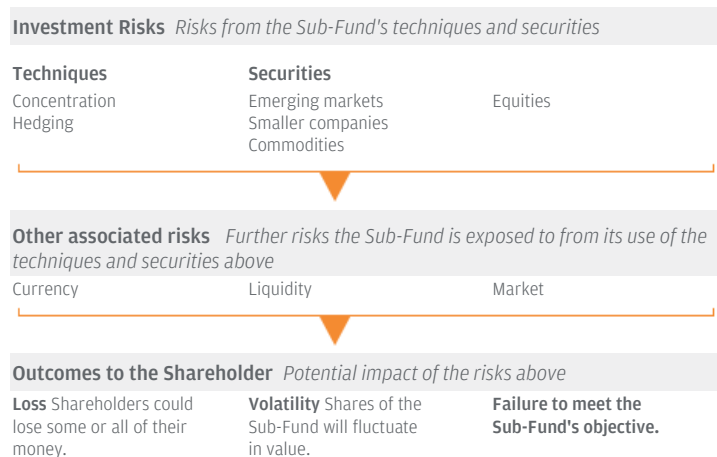 Investment Risks Risks from the Sub-Fund's techniques and securities
Techniques Securities
Concentration Emerging markets Equities
Hedging Smaller companies
Commodities
Other associated risks Further risks the Sub-Fund is exposed to from its use of the
techniques and securities above
Currency Liquidity Market
Outcomes to the Shareholder Potential impact of the risks above
Loss Shareholders could
lose some or all of their
money.
Volatility Shares of the
Sub-Fund will fluctuate
in value.
Failure to meet the
Sub-Fund's objective.